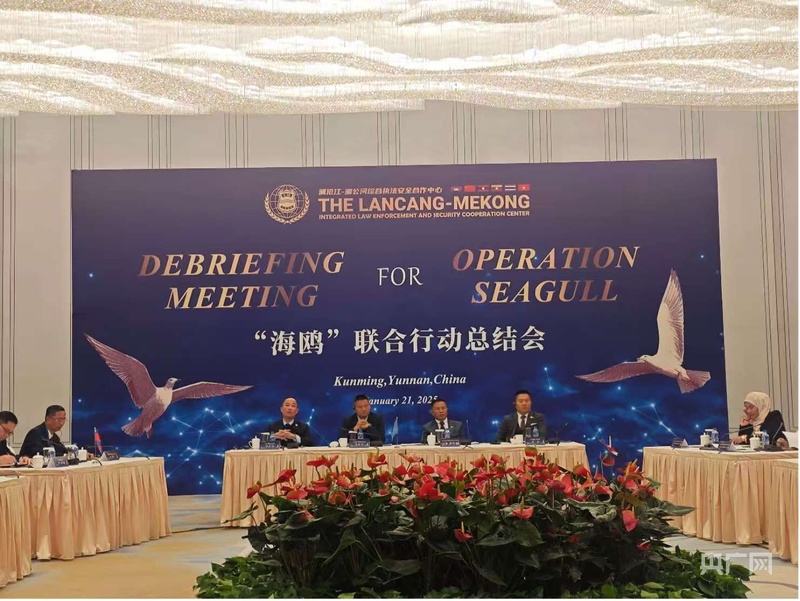 澜沧江-湄公河综合执法安全合作中心
THE LANCANG-MEKONG
INTEGRATED LAW ENFORCEMENT AND SECURITY COOPERATION CENTER
DEBRIEFING MEETING
FOR
OPERATION SEAGULL
“海鸥”联合行动总结会
Kunming,Yunnan,China
January 21, 2025
央广网